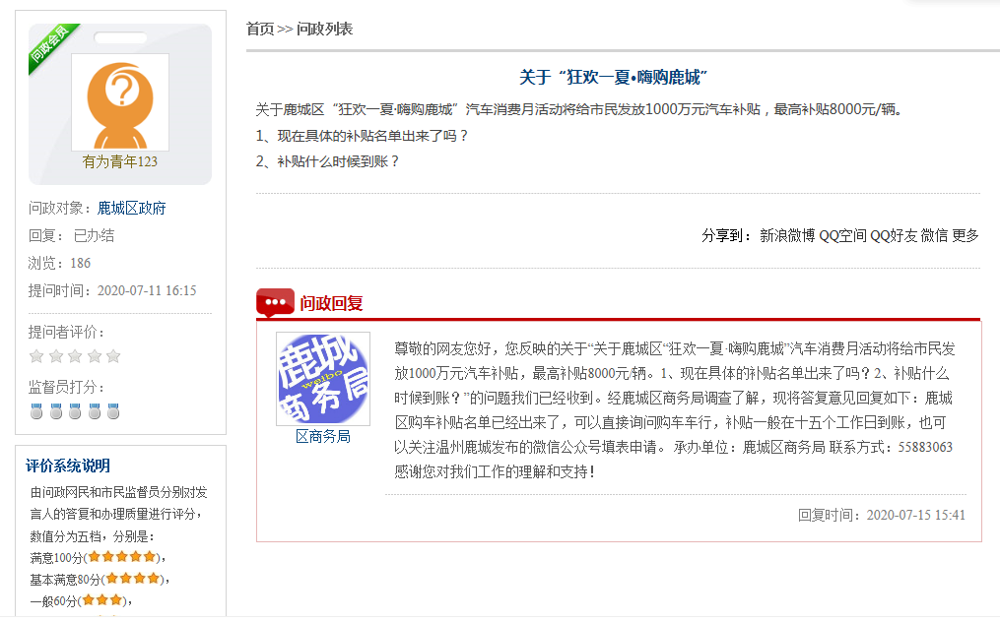 问政会员
有为青年123
问政对象：鹿城区政府
回复： 已办结
浏览：186
提问时间：2020-07-11 16:15
提问者评价：
监督员打分：
评价系统说明
由问政网民和市民监督员分别对发
言人的答复和办理质量进行评分，
数值分为五档，分别是：
满意100分(★★★★★)，
基本满意80分(★★★★)，
一般60分(★★★)，
首页 >> 问政列表
关于“狂欢一夏•嗨购鹿城”
关于鹿城区“狂欢一夏·嗨购鹿城”汽车消费月活动将给市民发放1000万元汽车补贴，最高补贴8000元/辆。
1、现在具体的补贴名单出来了吗？
2、补贴什么时候到账？
分享到： 新浪微博 QQ空间 QQ好友 微信 更多
问政回复
鹿城
weibo
商务局
区商务局
尊敬的网友您好，您反映的关于“关于鹿城区“狂欢一夏·嗨购鹿城”汽车消费月活动将给市民发
放1000万元汽车补贴，最高补贴8000元/辆。1、现在具体的补贴名单出来了吗？2、补贴什么
时候到账？”的问题我们已经收到。经鹿城区商务局调查了解，现将答复意见回复如下：鹿城
区购车补贴名单已经出来了，可以直接询问购车车行，补贴一般在十五个工作日到账，也可
以关注温州鹿城发布的微信公众号填表申请。 承办单位：鹿城区商务局 联系方式：55883063
感谢您对我们工作的理解和支持！
回复时间：2020-07-15 15:41